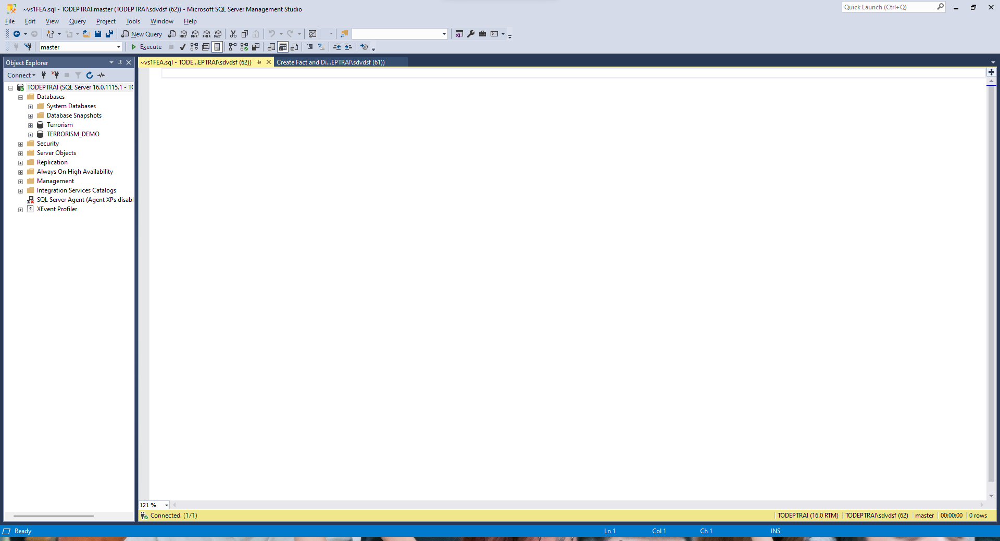 ~vs1FEA.sql - TODEPTRAI.master (TODEPTRAI\sdvdsf (62)) - Microsoft SQL Server Management Studio
Quick Launch (Ctrl+Q)
File Edit View Query Project Tools Window Help
New Query MDX DMX XMLA DAX
master Execute
Object Explorer
~vs1FEA.sql - TODE...EPTRAI\sdvdsf (62)) Create Fact and Di...EPTRAI\sdvdsf (61))
Connect
TODEPTRAI (SQL Server 16.0.1115.1 - TO
Databases
System Databases
Database Snapshots
Terrorism
TERRORISM_DEMO
Security
Server Objects
Replication
Always On High Availability
Management
Integration Services Catalogs
SQL Server Agent (Agent XPs disabl
XEvent Profiler
121 %
Connected. (1/1) TODEPTRAI (16.0 RTM) TODEPTRAI\sdvdsf (62) master 00:00:00 0 rows
Ready Ln 1 Col 1 Ch 1 INS